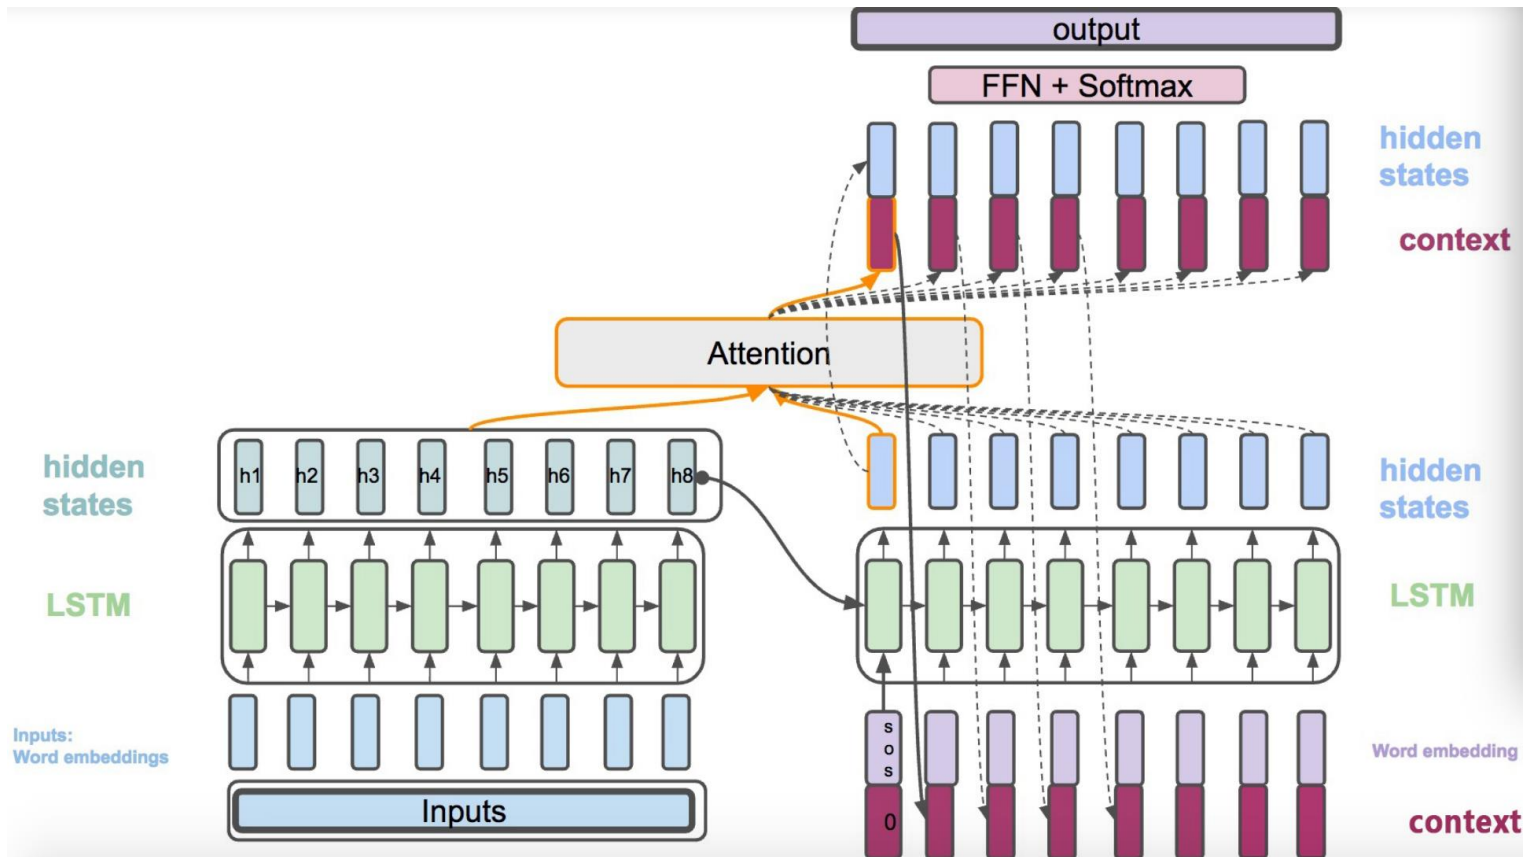 output
FFN + Softmax
hidden
states
context
Attention
hidden
states
h1 h2 h3 h4 h5 h6 h7 h8
hidden
states
LSTM
LSTM
Inputs:
Word embeddings
s
o
s
Word embedding
Inputs
0
context